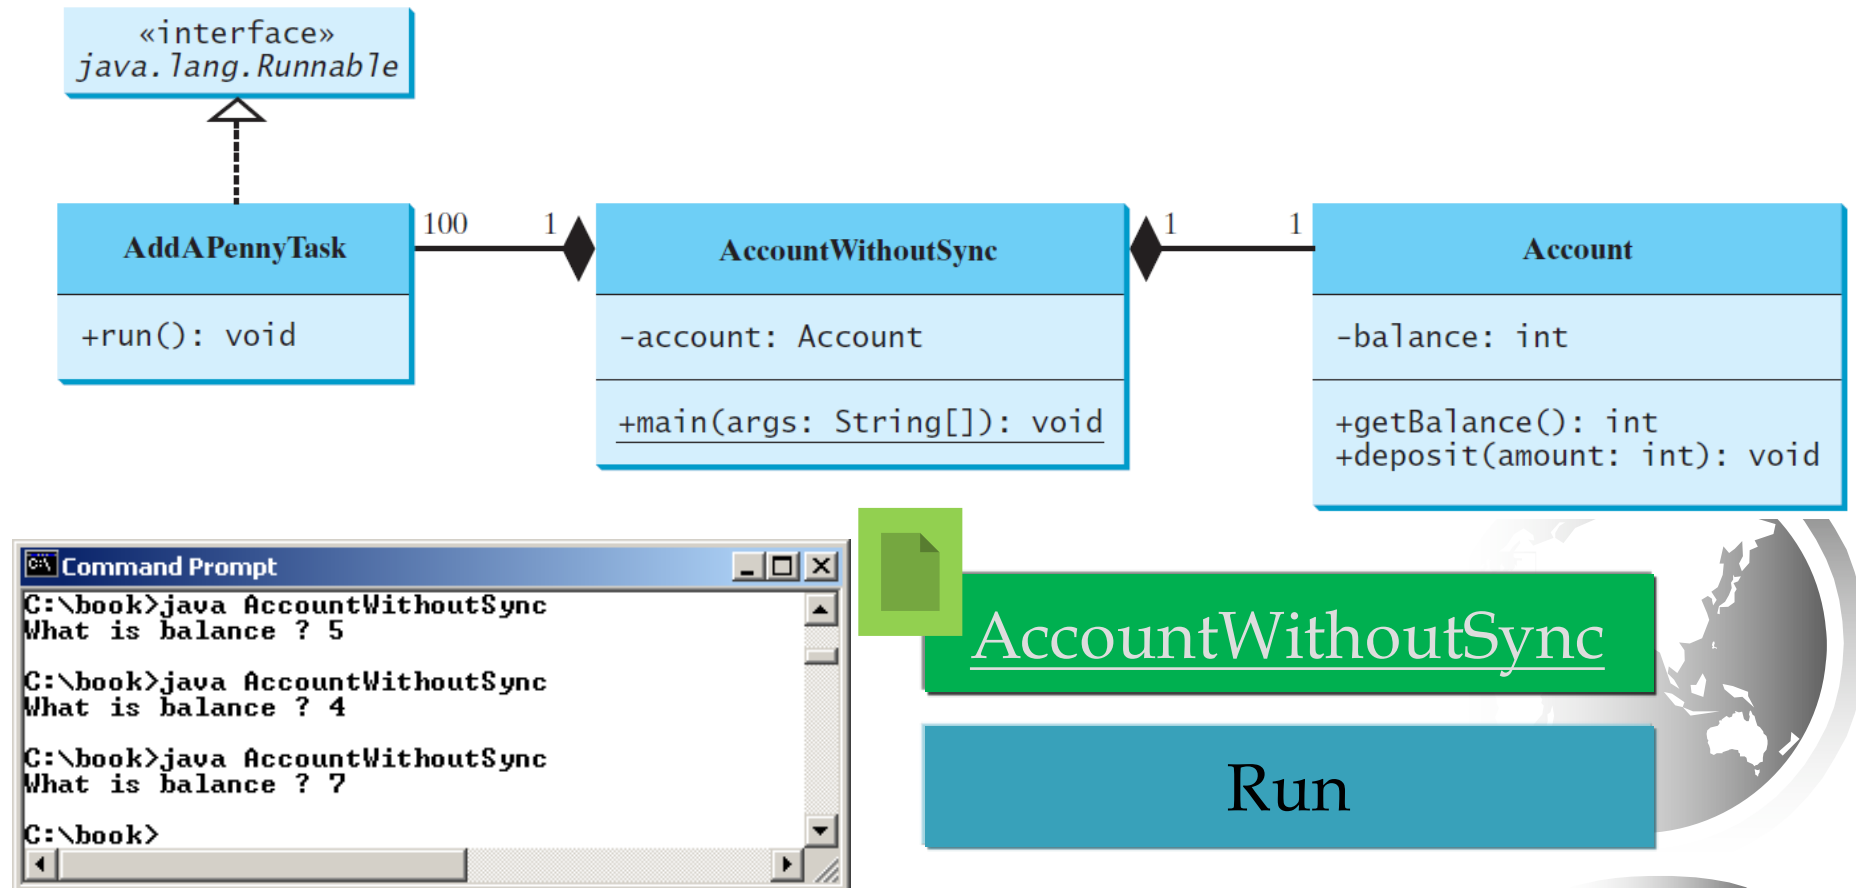 «interface»
java.lang.Runnable
AddAPennyTask
+run(): void
100
1
AccountWithoutSync
-account: Account
+main(args: String[]): void
1
1
Account
-balance: int
+getBalance(): int
+deposit(amount: int): void
Command Prompt
C:\book>java AccountWithoutSync
What is balance ? 5
C:\book>java AccountWithoutSync
What is balance ? 4
C:\book>java AccountWithoutSync
What is balance ? 7
C:\book>
AccountWithoutSync
Run